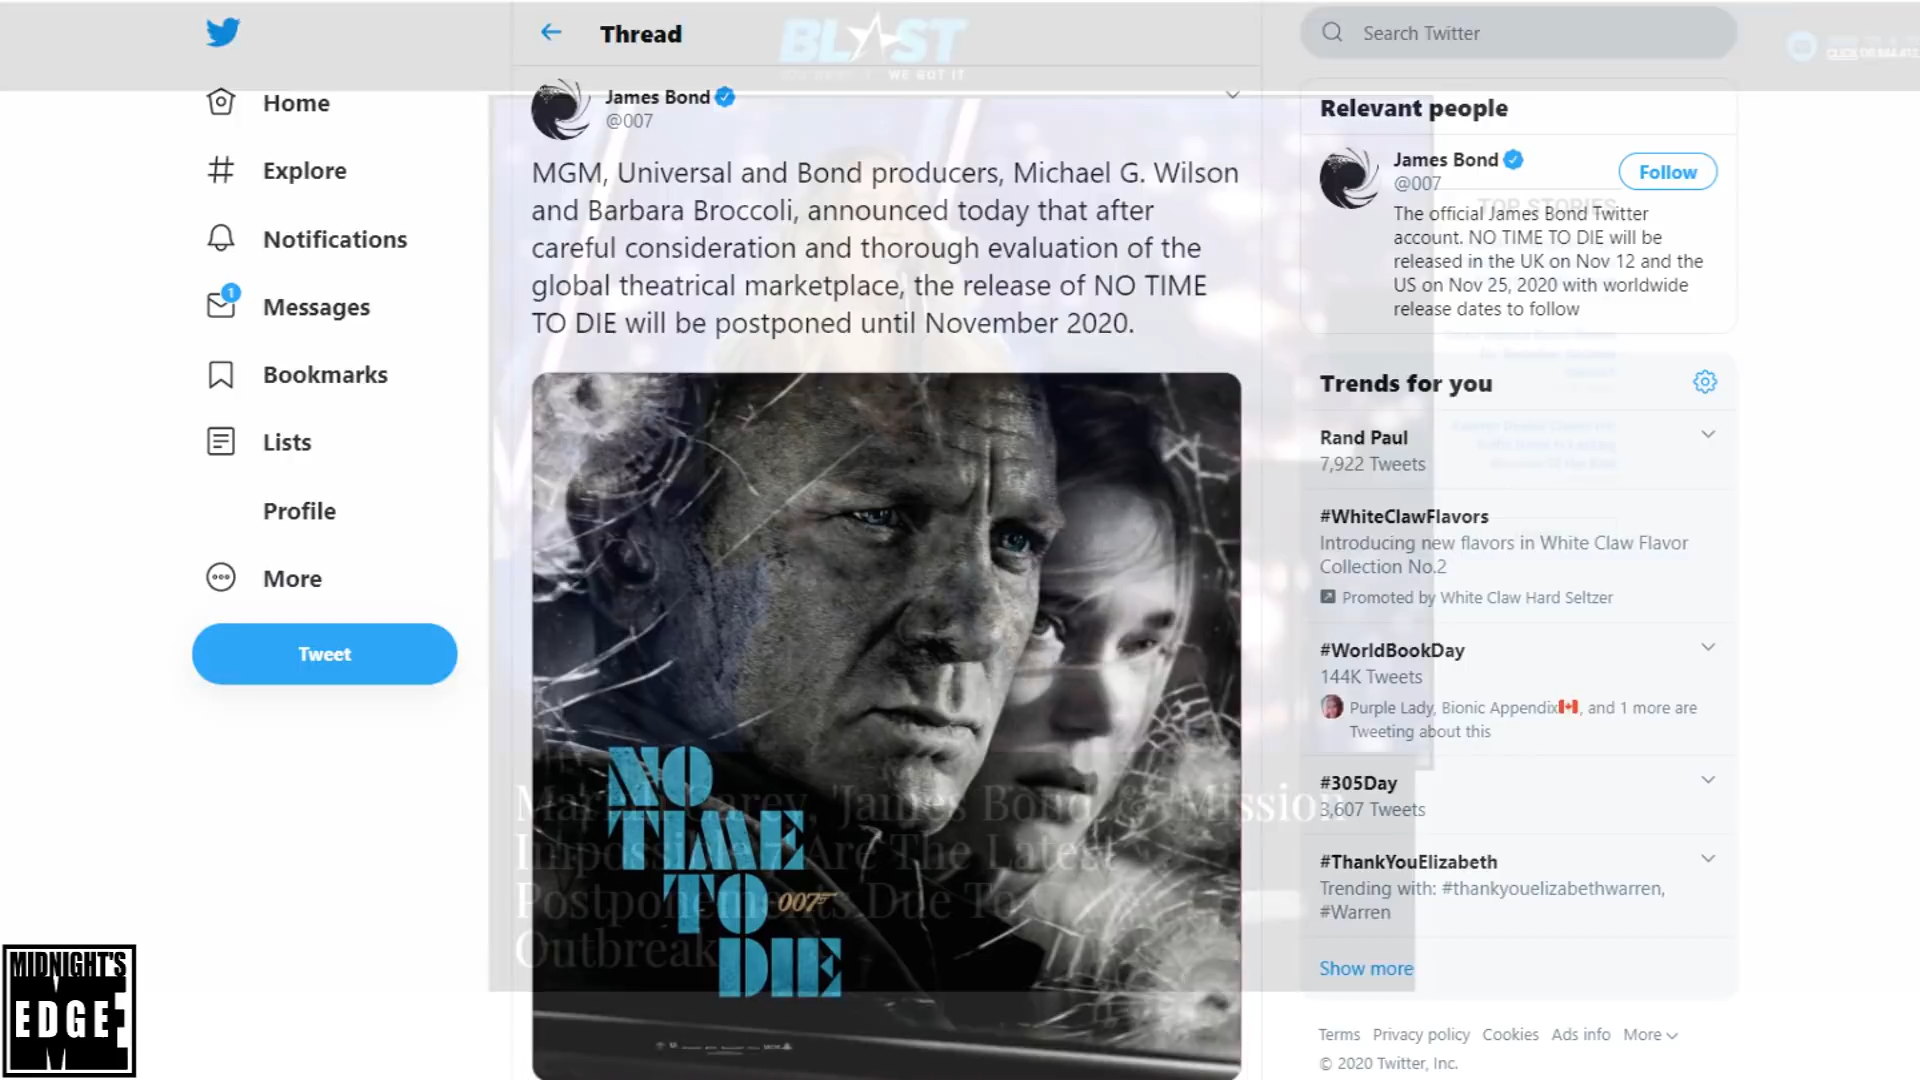 Thread
BLAST
WE GOT IT
Search Twitter
Home
Explore
Notifications
1
Messages
Bookmarks
Lists
Profile
More
Tweet
James Bond
@007
MGM, Universal and Bond producers, Michael G. Wilson
and Barbara Broccoli, announced today that after
careful consideration and thorough evaluation of the
global theatrical marketplace, the release of NO TIME
TO DIE will be postponed until November 2020.
NO
TIME
TO 007
DIE
Mariah Carey, 'James Bond' & 'Mission
Impossible' Are The Latest
Postponements Due To
Outbreak
Relevant people
James Bond
@007
Follow
TOP STORIES
The official James Bond Twitter
account. NO TIME TO DIE will be
released in the UK on Nov 12 and the
US on Nov 25, 2020 with worldwide
release dates to follow
Trends for you
Rand Paul
7,922 Tweets
#WhiteClawFlavors
Introducing new flavors in White Claw Flavor
Collection No.2
Promoted by White Claw Hard Seltzer
#WorldBookDay
144K Tweets
Purple Lady, Bionic Appendix🇨🇦, and 1 more are
Tweeting about this
#305Day
3,607 Tweets
#ThankYouElizabeth
Trending with: #thankyouelizabethwarren,
#Warren
Show more
Terms Privacy policy Cookies Ads info More
© 2020 Twitter, Inc.
MIDNIGHT'S
EDGE